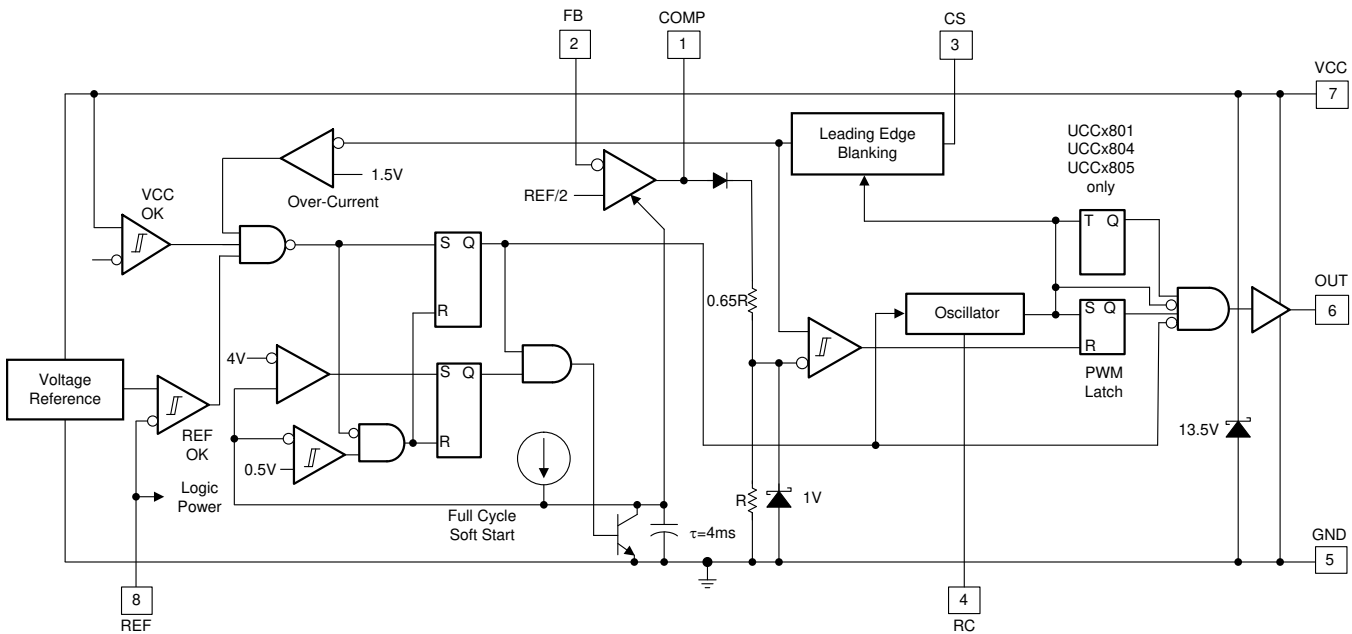 FB
COMP
CS
2
1
3
VCC
7
Leading Edge
Blanking
UCCx801
UCCx804
UCCx805
only
1.5V
Over-Current
REF/2
VCC
OK
T Q
S Q
R
0.65R
OUT
6
Oscillator
S Q
R
PWM
Latch
4V
Voltage
Reference
S Q
R
REF
OK
0.5V
13.5V
Logic
Power
Full Cycle
Soft Start
R
1V
τ=4ms
GND
5
8
REF
4
RC